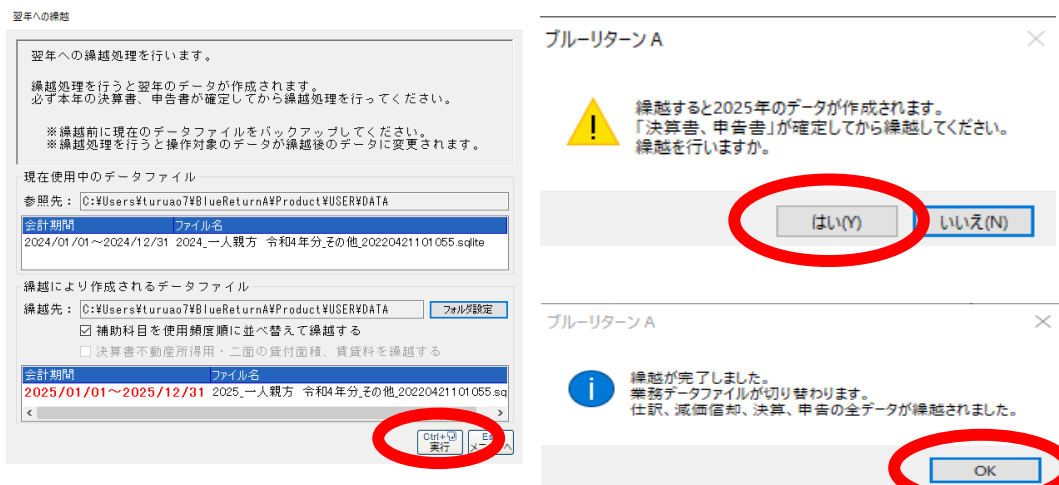 翌年への繰越
翌年への繰越処理を行います。
繰越処理を行うと翌年のデータが作成されます。
必ず本年の決算書、申告書が確定してから繰越処理を行ってください。
※繰越前に現在のデータファイルをバックアップしてください。
※繰越処理を行うと操作対象のデータが繰越後のデータに変更されます。
現在使用中のデータファイル
参照先： C:¥Users¥turuao7¥BlueReturnA¥Product¥USER¥DATA
会計期間 ファイル名
2024/01/01～2024/12/31 2024_一人親方 令和4年分_その他_20220421101055.sqlite
繰越により作成されるデータファイル
繰越先： C:¥Users¥turuao7¥BlueReturnA¥Product¥USER¥DATA フォルダ設定
補助科目を使用頻度順に並べ替えて繰越する
決算書不動産所得用・二面の貸付面積、賃貸料を繰越する
会計期間 ファイル名
2025/01/01～2025/12/31 2025_一人親方 令和4年分_その他_20220421101055.sq
Ctrl+
実行
ブルーリターン A
繰越すると2025年のデータが作成されます。
「決算書、申告書」が確定してから繰越してください。
繰越を行いますか。
はい(Y) いいえ(N)
ブルーリターン A
繰越が完了しました。
業務データファイルが切り替わります。
仕訳、減価償却、決算、申告の全データが繰越されました。
OK